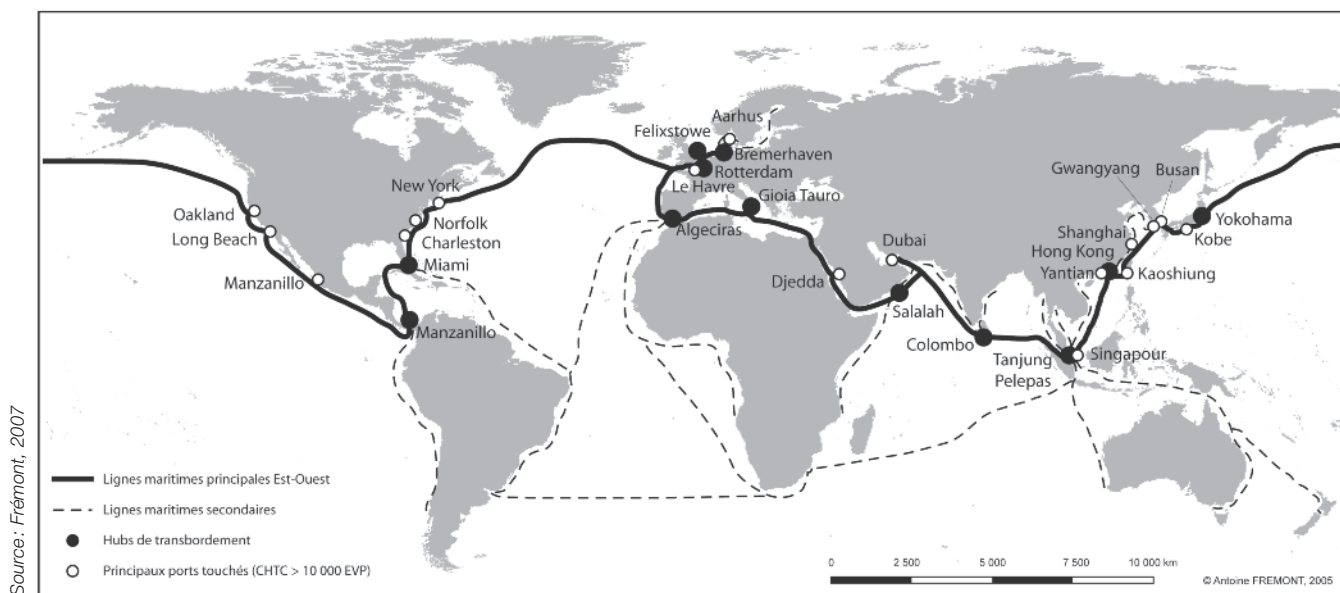 Aarhus
Felixstowe
Bremerhaven
Rotterdam
Le Havre
Gioia Tauro
Algeciras
New York
Oakland
Norfolk
Long Beach
Charleston
Miami
Manzanillo
Manzanillo
Gwangyang
Busan
Yokohama
Kobe
Shanghai
Hong Kong
Yantian
Kaoshiung
Dubai
Djedda
Salalah
Colombo
Tanjung
Pelepas
Singapour
Lignes maritimes principales Est-Ouest
Lignes maritimes secondaires
Hubs de transbordement
Principaux ports touchés (CHTC > 10 000 EVP)
0 2 500 5 000 7 500 10 000 km
© Antoine FREMONT, 2005
Source: Frémont, 2007